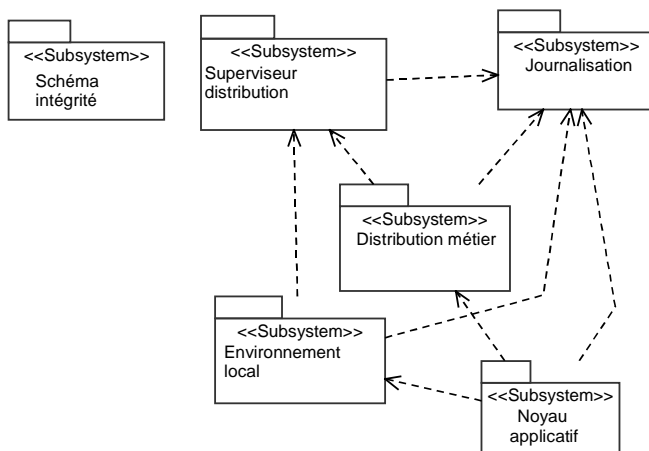 <<Subsystem>>
Schéma
intégrité
<<Subsystem>>
Superviseur
distribution
<<Subsystem>>
Journalisation
<<Subsystem>>
Distribution métier
<<Subsystem>>
Environnement
local
<<Subsystem>>
Noyau
applicatif